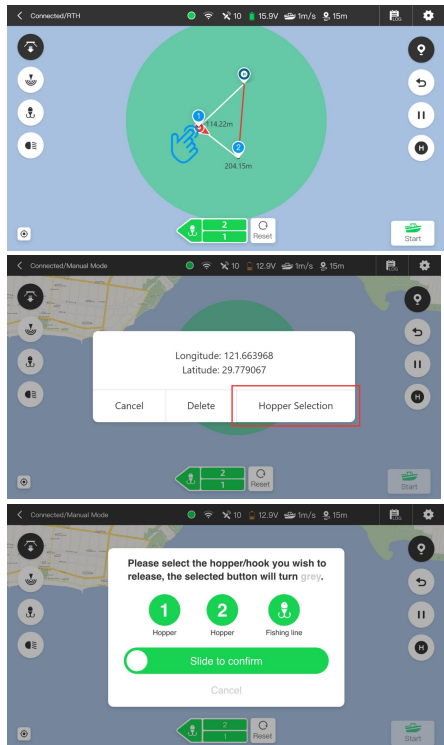 Connected/RTH
10
15.9V
1m/s
15m
LOG
H
1
114.22m
2
204.15m
H
2
1
Reset
Start
Connected/Manual Mode
10
12.9V
1m/s
15m
LOG
Longitude: 121.663968
Latitude: 29.779067
Cancel
Delete
Hopper Selection
H
2
1
Reset
Start
Connected/Manual Mode
10
12.9V
1m/s
15m
LOG
Please select the hopper/hook you wish to
release, the selected button will turn grey.
1
2
Hopper
Hopper
Fishing line
Slide to confirm
Cancel
H
2
1
Reset
Start